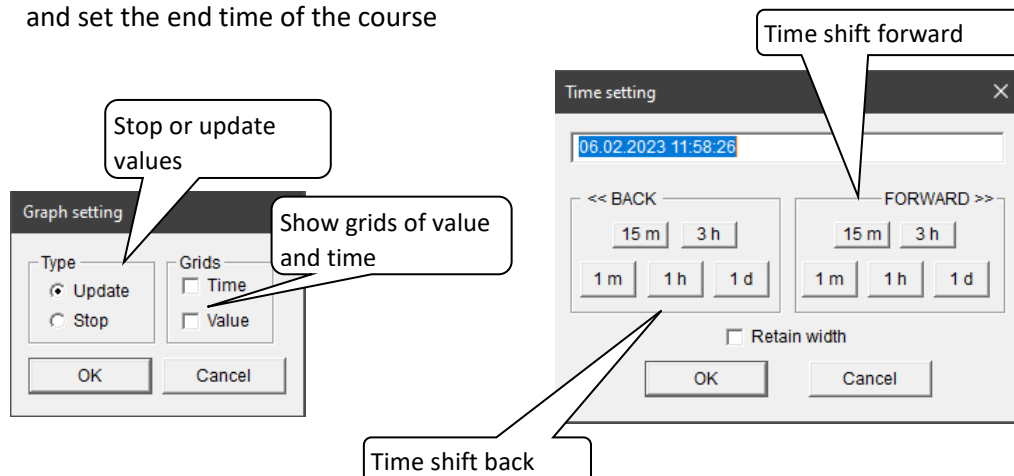 and set the end time of the course
Time shift forward
Stop or update
values
Graph setting
Type
Update
Stop
Show grids of value
and time
Grids
Time
Value
OK Cancel
Time setting
06.02.2023 11:58:26
<< BACK
15 m 3 h
1 m 1 h 1 d
FORWARD >>
15 m 3 h
1 m 1 h 1 d
Retain width
OK Cancel
Time shift back